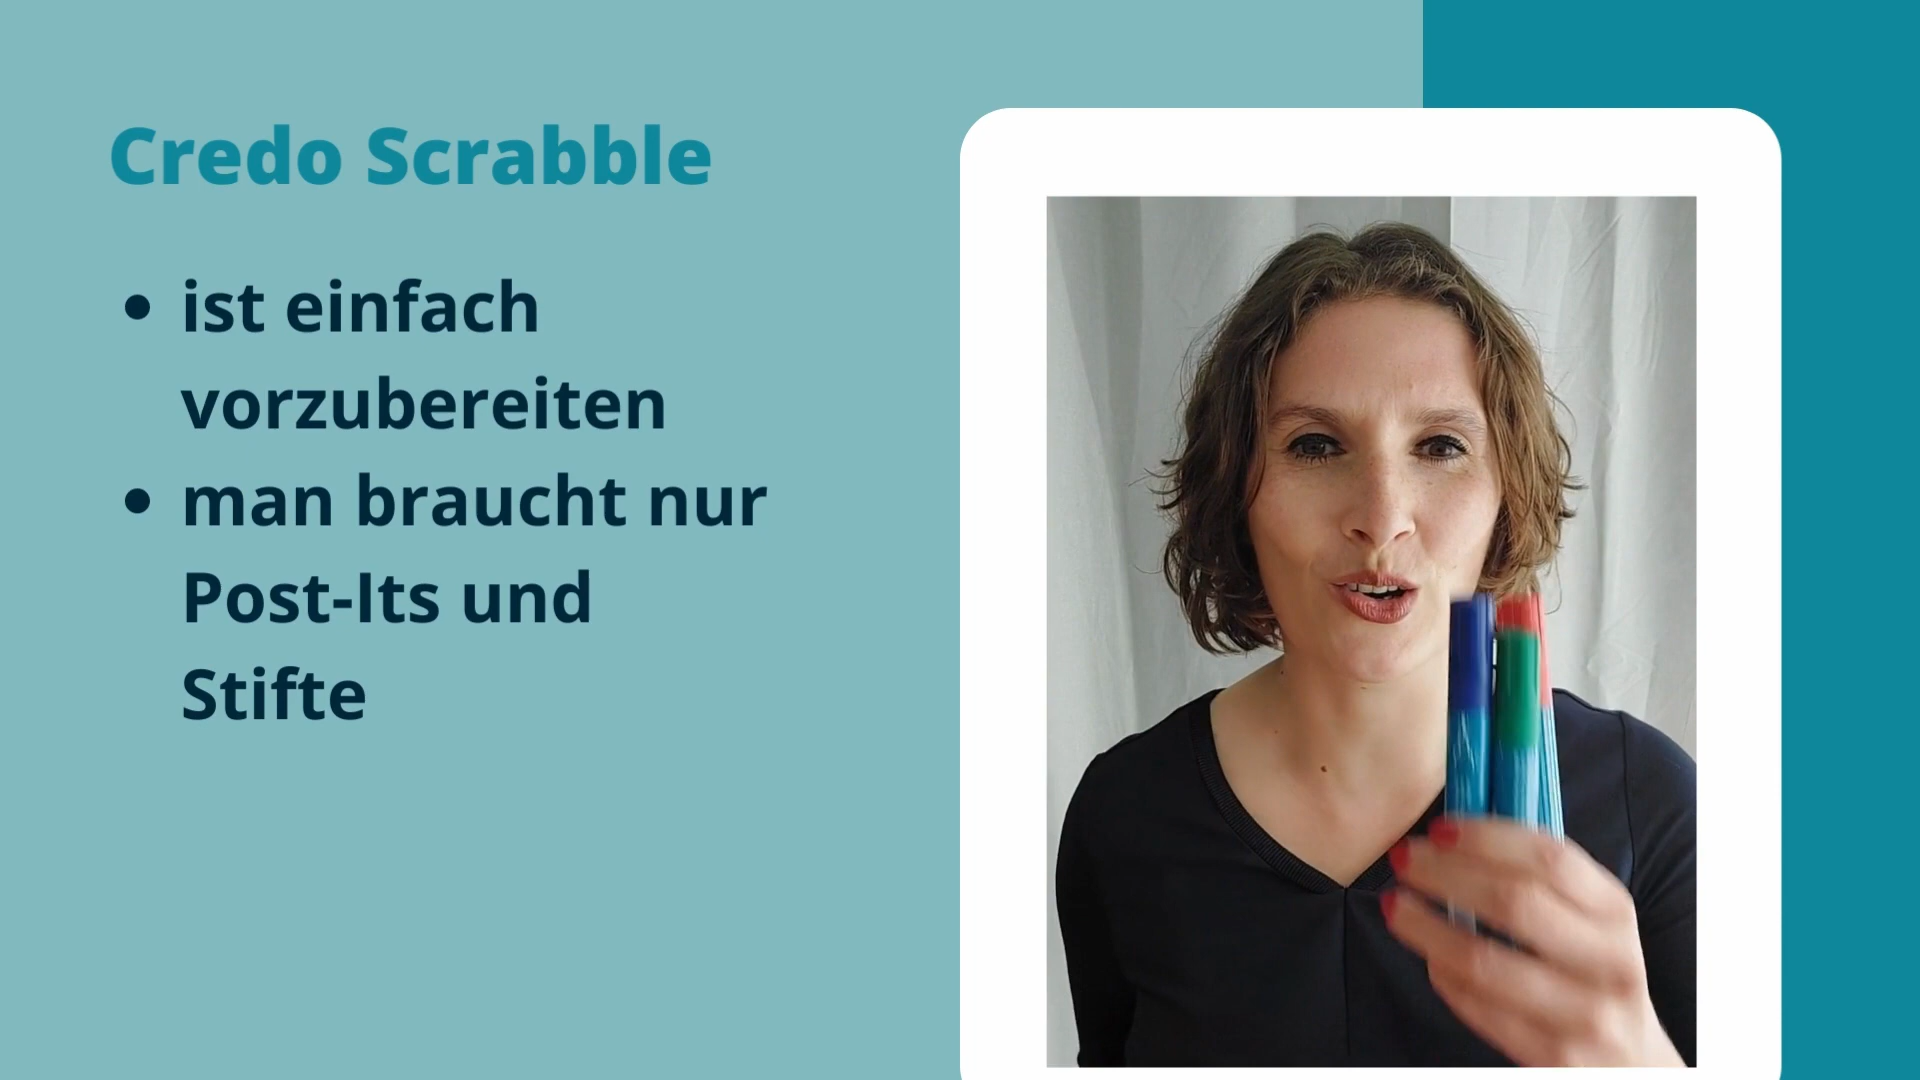 Credo Scrabble
• ist einfach
vorzubereiten
• man braucht nur
Post-Its und
Stifte